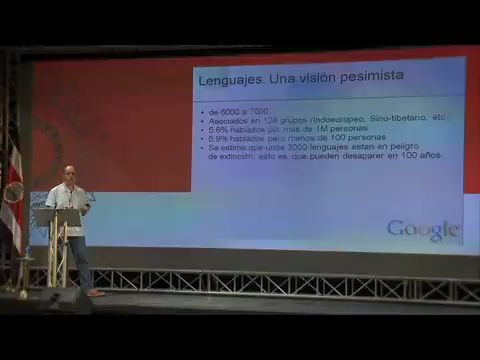 Lenguajes. Una visión pesimista
• de 6000 a 7000
• Asociados en 128 grupos (Indoeuropeo, Sino-tibetano, etc.)
• 5.6% hablados por más de 1M personas
• 5.9% hablados pero menos de 100 personas
• Se estima que unos 3000 lenguajes estan en peligro
de extinción, esto es, que pueden desaparer en 100 años.
Google